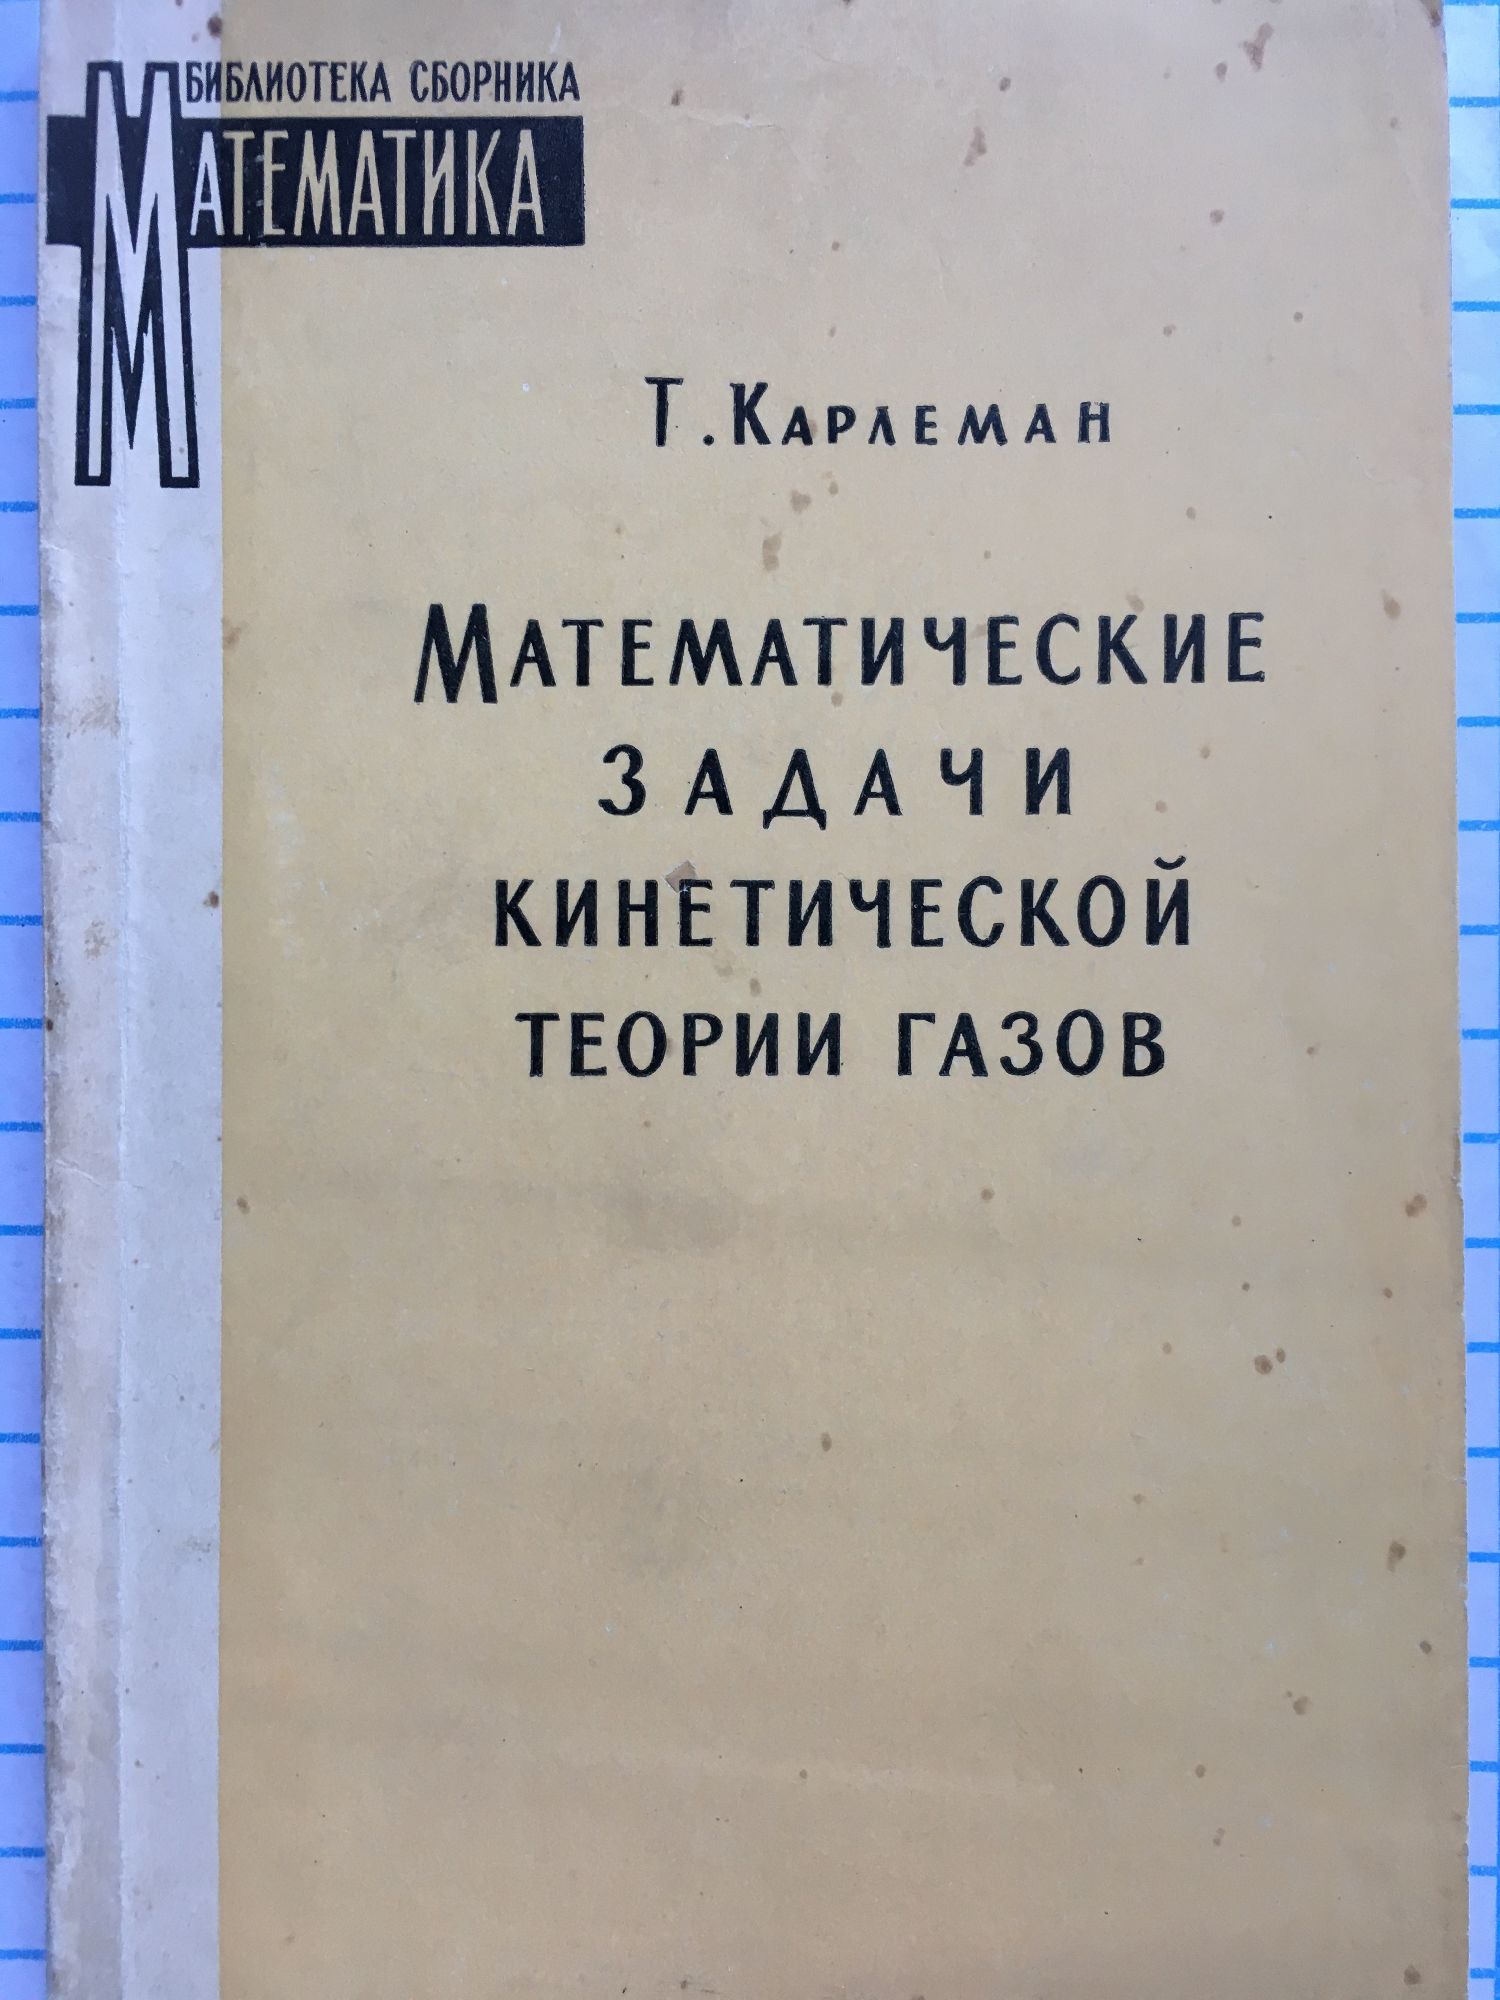 БИБЛИОТЕКА СБОРНИКА
МАТЕМАТИКА
Т. КАРЛЕМАН
МАТЕМАТИЧЕСКИЕ
ЗАДАЧИ
КИНЕТИЧЕСКОЙ
ТЕОРИИ ГАЗОВ